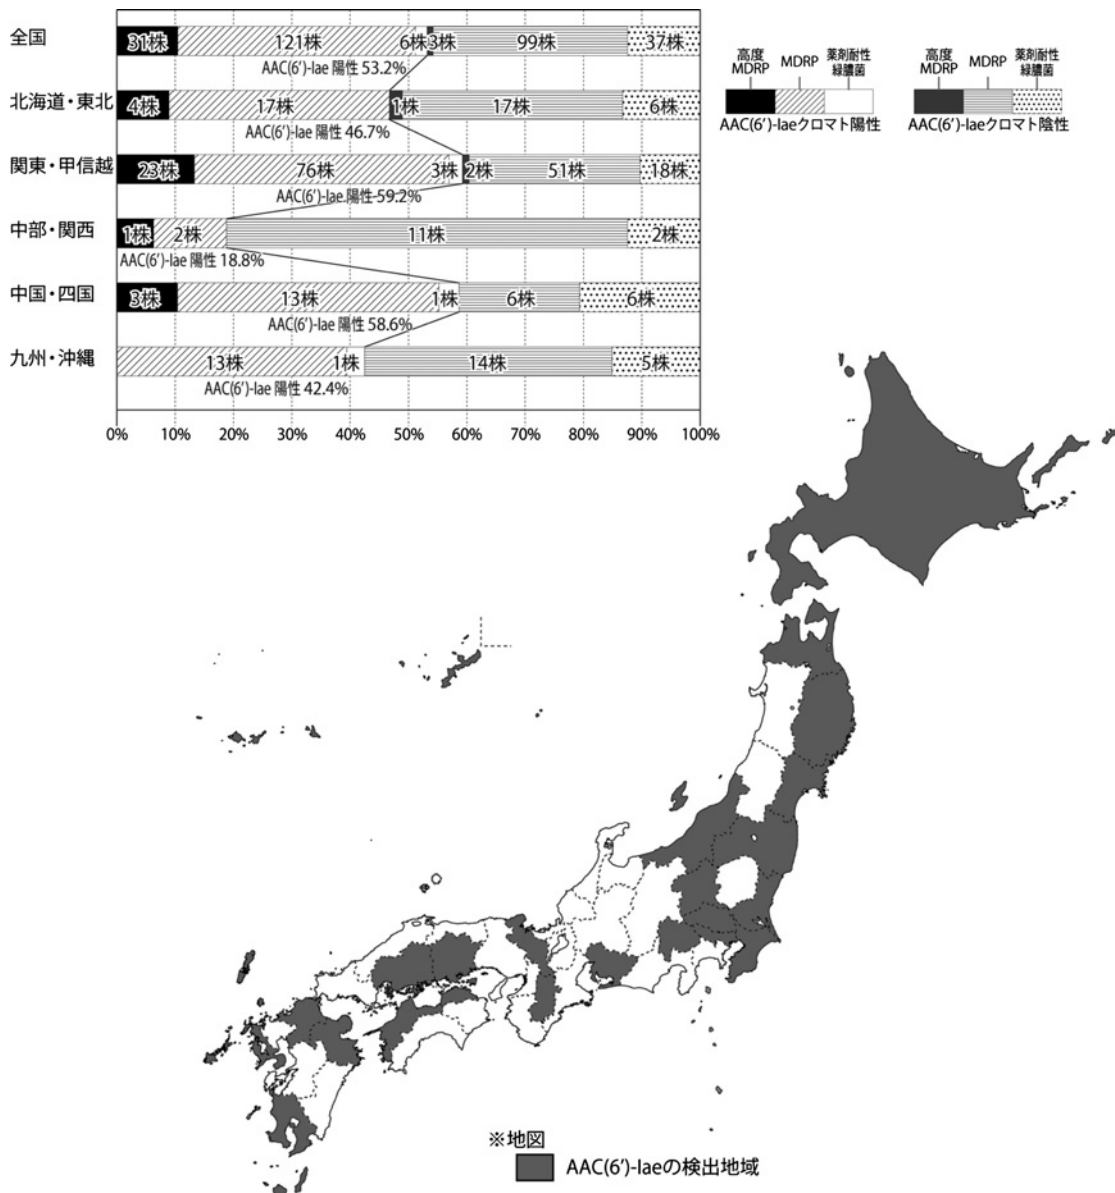 全国 31株 121株 6株 3株 99株 37株
AAC(6')-Iae 陽性 53.2%
北海道・東北 4株 17株 1株 17株 6株
AAC(6')-Iae 陽性 46.7%
関東・甲信越 23株 76株 3株 2株 51株 18株
AAC(6')-Iae 陽性 59.2%
中部・関西 1株 2株 11株 2株
AAC(6')-Iae 陽性 18.8%
中国・四国 3株 13株 1株 6株 6株
AAC(6')-Iae 陽性 58.6%
九州・沖縄 13株 1株 14株 5株
AAC(6')-Iae 陽性 42.4%
0% 10% 20% 30% 40% 50% 60% 70% 80% 90% 100%
高度
MDRP
MDRP
薬剤耐性
緑膿菌
AAC(6')-Iaeクロマト陽性
高度
MDRP
MDRP
薬剤耐性
緑膿菌
AAC(6')-Iaeクロマト陰性
※地図
AAC(6')-Iaeの検出地域